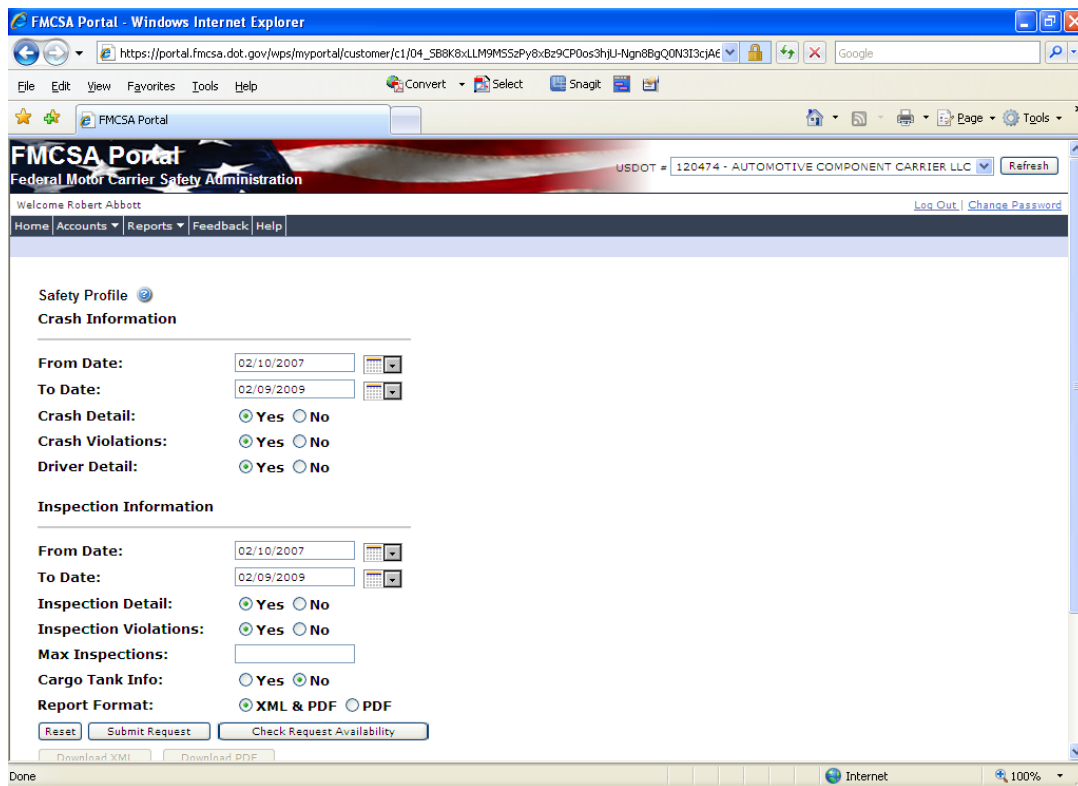 FMCSA Portal - Windows Internet Explorer
https://portal.fmcsa.dot.gov/wps/myportal/customer/c1/04_SB8K8xLLM9MSSzPy8xBz9CP0os3hjU-Ngn8BgQ0N3I3cjA6
Google
File Edit View Favorites Tools Help Convert Select Snagit
FMCSA Portal Page Tools
FMCSA Portal
Federal Motor Carrier Safety Administration
USDOT # 120474 - AUTOMOTIVE COMPONENT CARRIER LLC Refresh
Welcome Robert Abbott Log Out | Change Password
Home Accounts Reports Feedback Help
Safety Profile ?
Crash Information
From Date: 02/10/2007
To Date: 02/09/2009
Crash Detail: Yes No
Crash Violations: Yes No
Driver Detail: Yes No
Inspection Information
From Date: 02/10/2007
To Date: 02/09/2009
Inspection Detail: Yes No
Inspection Violations: Yes No
Max Inspections:
Cargo Tank Info: Yes No
Report Format: XML & PDF PDF
Reset Submit Request Check Request Availability
Download XML Download PDF
Done Internet 100%